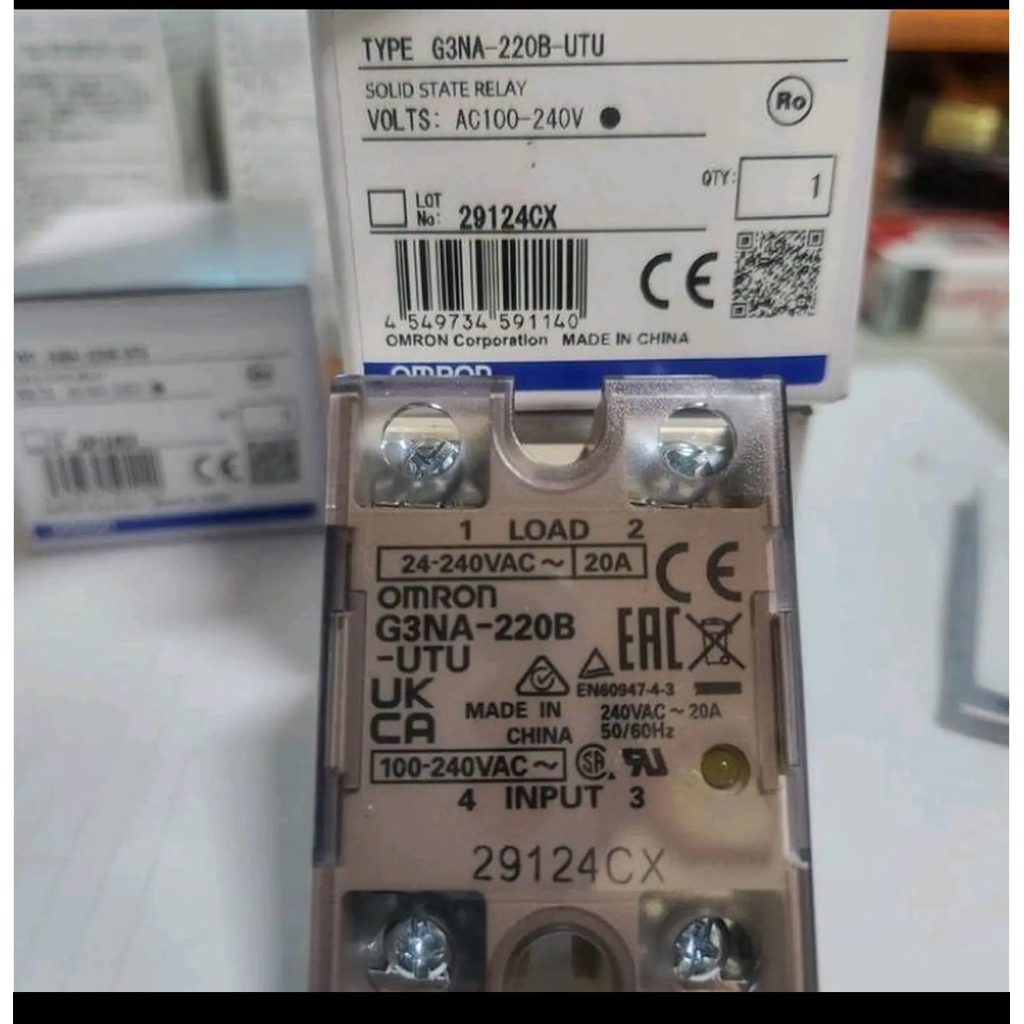 TYPE G3NA-220B-UTU
SOLID STATE RELAY
VOLTS: AC100-240V
Ro
QTY: 1
LOT
No: 29124CX
CE
4 549734 591140
OMRON Corporation MADE IN CHINA
OMRON
1 LOAD 2
24-240VAC~ 20A
CE
OMRON
G3NA-220B
-UTU
EAC
UK
CA
EN60947-4-3
MADE IN
CHINA
240VAC~20A
50/60Hz
100-240VAC~
4 INPUT 3
29124CX
CE
OMRON